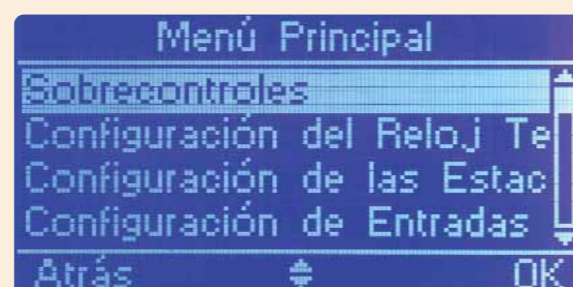 Menú Principal
Sobrecontroles
Configuración del Reloj Te
Configuración de las Estac
Configuración de Entradas
Atrás OK